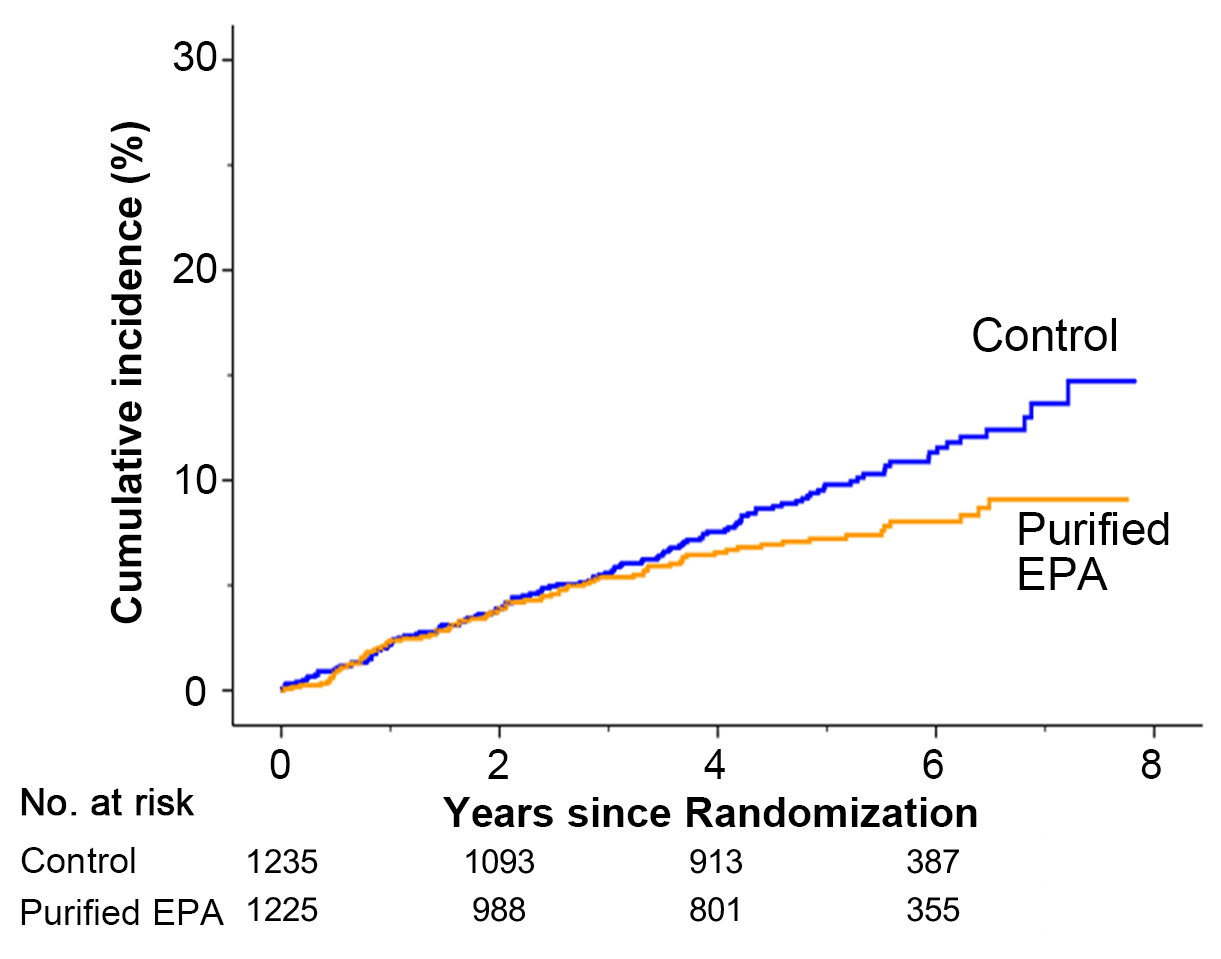 30
20
10
0
Cumulative incidence (%)
Control
Purified
EPA
0 2 4 6 8
Years since Randomization
No. at risk
Control 1235 1093 913 387
Purified EPA 1225 988 801 355